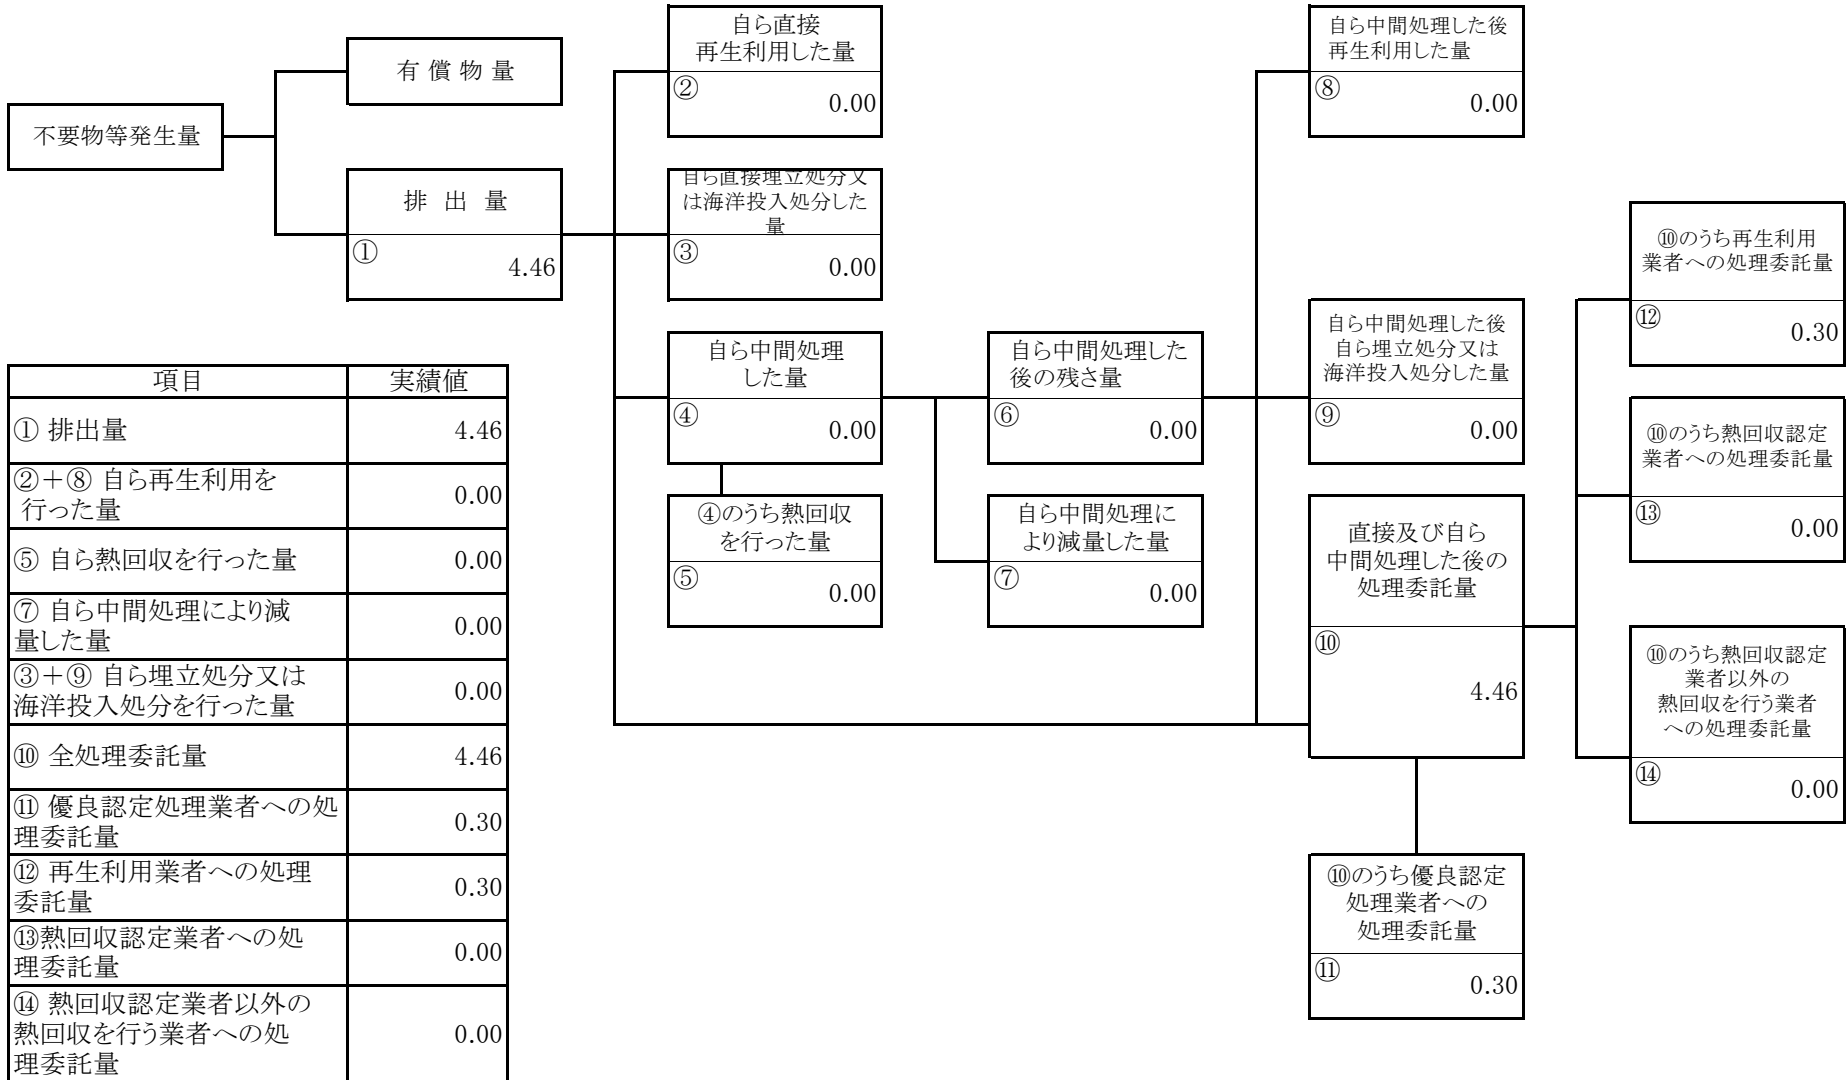 不要物等発生量
有 償 物 量
排 出 量
①
4.46
自ら直接
再生利用した量
②
0.00
自ら直接埋立処分又
は海洋投入処分した
量
③
0.00
自ら中間処理
した量
④
0.00
④のうち熱回収
を行った量
⑤
0.00
自ら中間処理した
後の残さ量
⑥
0.00
自ら中間処理に
より減量した量
⑦
0.00
自ら中間処理した後
再生利用した量
⑧
0.00
自ら中間処理した後
自ら埋立処分又は
海洋投入処分した量
⑨
0.00
直接及び自ら
中間処理した後の
処理委託量
⑩
4.46
⑩のうち優良認定
処理業者への
処理委託量
⑪
0.30
⑩のうち再生利用
業者への処理委託量
⑫
0.30
⑩のうち熱回収認定
業者への処理委託量
⑬
0.00
⑩のうち熱回収認定
業者以外の
熱回収を行う業者
への処理委託量
⑭
0.00
項目 実績値
① 排出量 4.46
②＋⑧ 自ら再生利用を
行った量 0.00
⑤ 自ら熱回収を行った量 0.00
⑦ 自ら中間処理により減
量した量 0.00
③＋⑨ 自ら埋立処分又は
海洋投入処分を行った量 0.00
⑩ 全処理委託量 4.46
⑪ 優良認定処理業者への処
理委託量 0.30
⑫ 再生利用業者への処理
委託量 0.30
⑬熱回収認定業者への処
理委託量 0.00
⑭ 熱回収認定業者以外の
熱回収を行う業者への処
理委託量 0.00